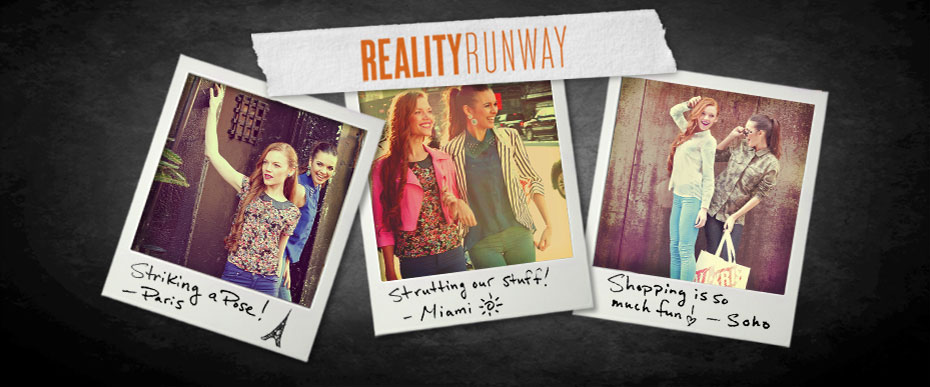 REALITYRUNWAY
Striking a Pose!
— Paris
Strutting our stuff!
— Miami
Shopping is so
much fun! — Soho